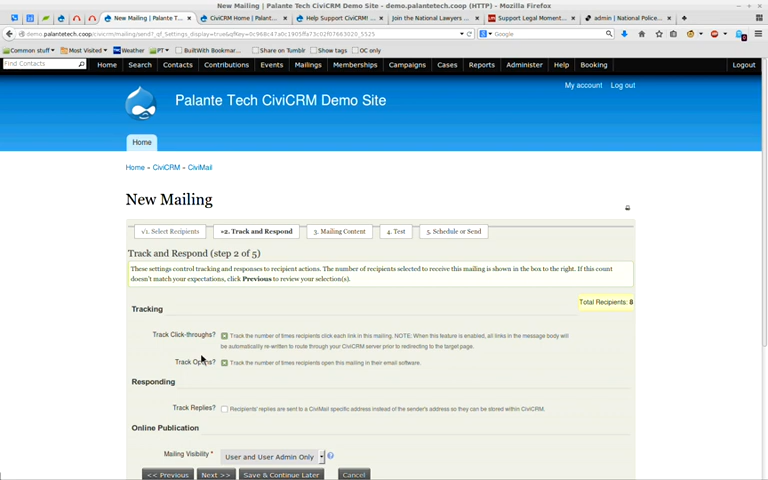 New Mailing | Palante Tech CiviCRM Demo Site - demo.palantetech.coop (HTTP) - Mozilla Firefox
New Mailing | Palante T... × CiviCRM Home | Palant... × Help Support CiviCRM! ... × Join the National Lawyers ... × Support Legal Moment... × admin | National Police... ×
Google
Common stuff Most Visited Weather PT BuiltWith Bookmar... Share on Tumblr Show tags OC only
Find Contacts Home Search Contacts Contributions Events Mailings Memberships Campaigns Cases Reports Administer Help Booking Logout
Palante Tech CiviCRM Demo Site
My account Log out
Home
Home » CiviCRM » CiviMail
New Mailing
√1. Select Recipients »2. Track and Respond 3. Mailing Content 4. Test 5. Schedule or Send
Track and Respond (step 2 of 5)
These settings control tracking and responses to recipient actions. The number of recipients selected to receive this mailing is shown in the box to the right. If this count
doesn't match your expectations, click Previous to review your selection(s).
Total Recipients: 8
Tracking
Track Click-throughs? Track the number of times recipients click each link in this mailing. NOTE: When this feature is enabled, all links in the message body will
be automatically re-written to route through your CiviCRM server prior to redirecting to the target page.
Track Opens? Track the number of times recipients open this mailing in their email software.
Responding
Track Replies? Recipients' replies are sent to a CiviMail specific address instead of the sender's address so they can be stored within CiviCRM.
Online Publication
Mailing Visibility * User and User Admin Only
<< Previous Next >> Save & Continue Later Cancel